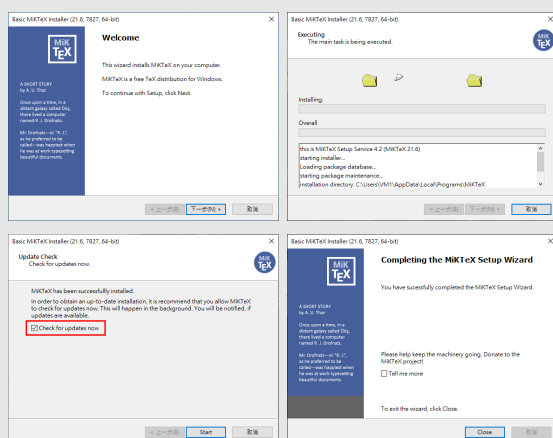 Basic MiKTeX Installer (21.6, 7827, 64-bit)
MiK
TEX
Welcome
This wizard installs MiKTeX on your computer.
MiKTeX is a free TeX distribution for Windows.
To continue with Setup, click Next.
A SHORT STORY
by A. U. Thor
Once upon a time, in a
distant galaxy called Ööç,
there lived a computer
named R. J. Drofnats.
Mr. Drofnats—or “R. J.”,
as he preferred to be
called—was happiest when
he was at work typesetting
beautiful documents.
< 上一步(B)
下一步(N) >
取消
Basic MiKTeX Installer (21.6, 7827, 64-bit)
Executing
The main task is being executed.
MiK
TEX
Installing:
Overall
this is MiKTeX Setup Service 4.2 (MiKTeX 21.6)
starting installer...
Loading package database...
starting package maintenance...
installation directory: C:\Users\VM1\AppData\Local\Programs\MiKTeX
< 上一步(B)
下一步(N) >
取消
Basic MiKTeX Installer (21.6, 7827, 64-bit)
Update Check
Check for updates now.
MiK
TEX
MiKTeX has been successfully installed.
In order to obtain an up-to-date installation, it is recommend that you allow MiKTeX
to check for updates now. This will happen in the background. You will be notified, if
updates are available.
Check for updates now
< 上一步(B)
Start
取消
Basic MiKTeX Installer (21.6, 7827, 64-bit)
MiK
TEX
Completing the MiKTeX Setup Wizard
You have sucessfully completed the MiKTeX Setup Wizard.
A SHORT STORY
by A. U. Thor
Once upon a time, in a
distant galaxy called Ööç,
there lived a computer
named R. J. Drofnats.
Mr. Drofnats—or “R. J.”,
as he preferred to be
called—was happiest when
he was at work typesetting
beautiful documents.
Please help keep the machinery going. Donate to the
MiKTeX project!
Tell me more
To exit the wizard, click Close.
Close
取消